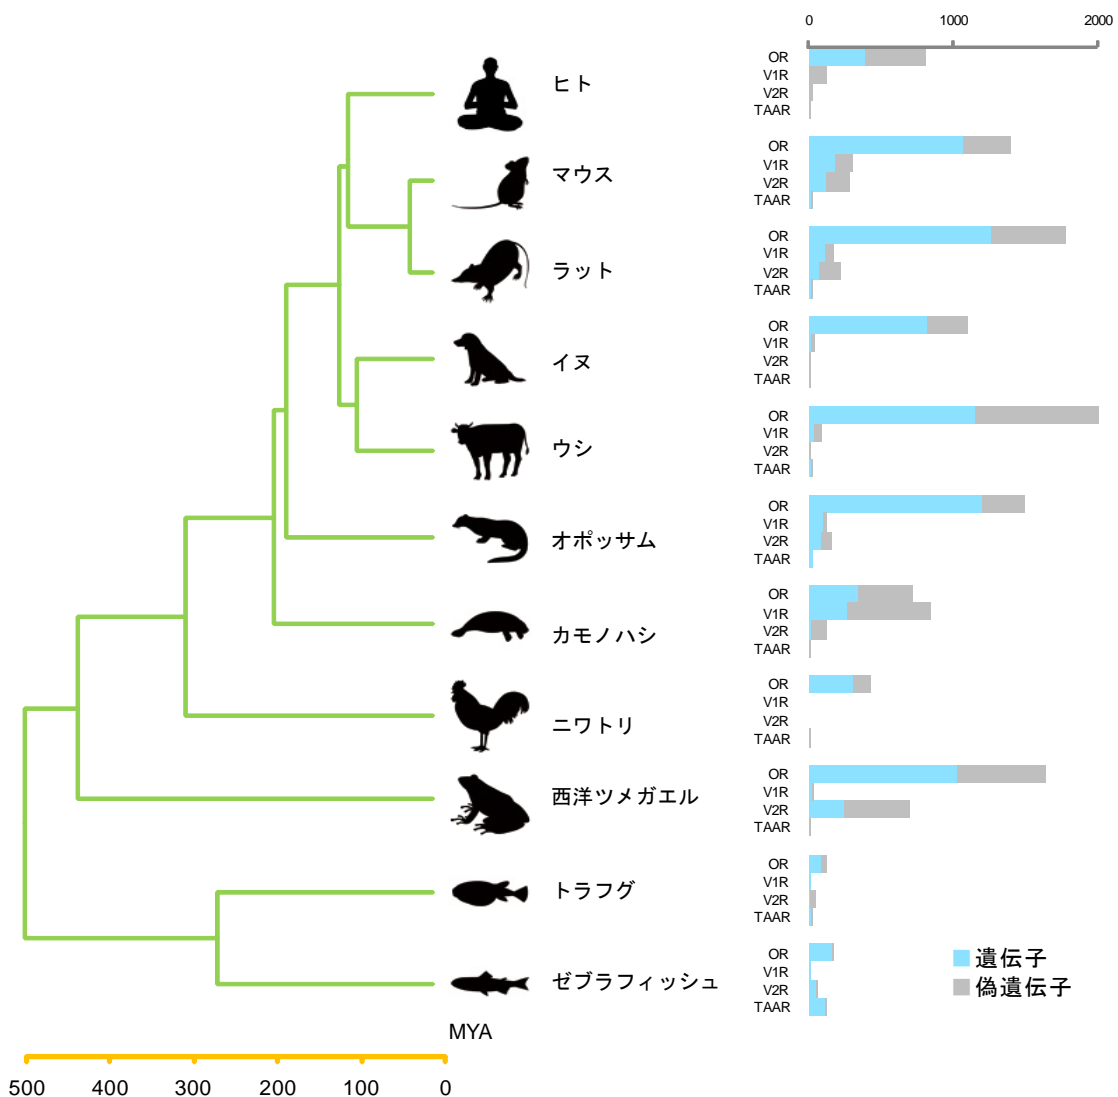 0 1000 2000
ヒト
OR
V1R
V2R
TAAR
マウス
OR
V1R
V2R
TAAR
ラット
OR
V1R
V2R
TAAR
イヌ
OR
V1R
V2R
TAAR
ウシ
OR
V1R
V2R
TAAR
オポッサム
OR
V1R
V2R
TAAR
カモノハシ
OR
V1R
V2R
TAAR
ニワトリ
OR
V1R
V2R
TAAR
西洋ツメガエル
OR
V1R
V2R
TAAR
トラフグ
OR
V1R
V2R
TAAR
ゼブラフィッシュ
OR
V1R
V2R
TAAR
遺伝子
偽遺伝子
MYA
500 400 300 200 100 0